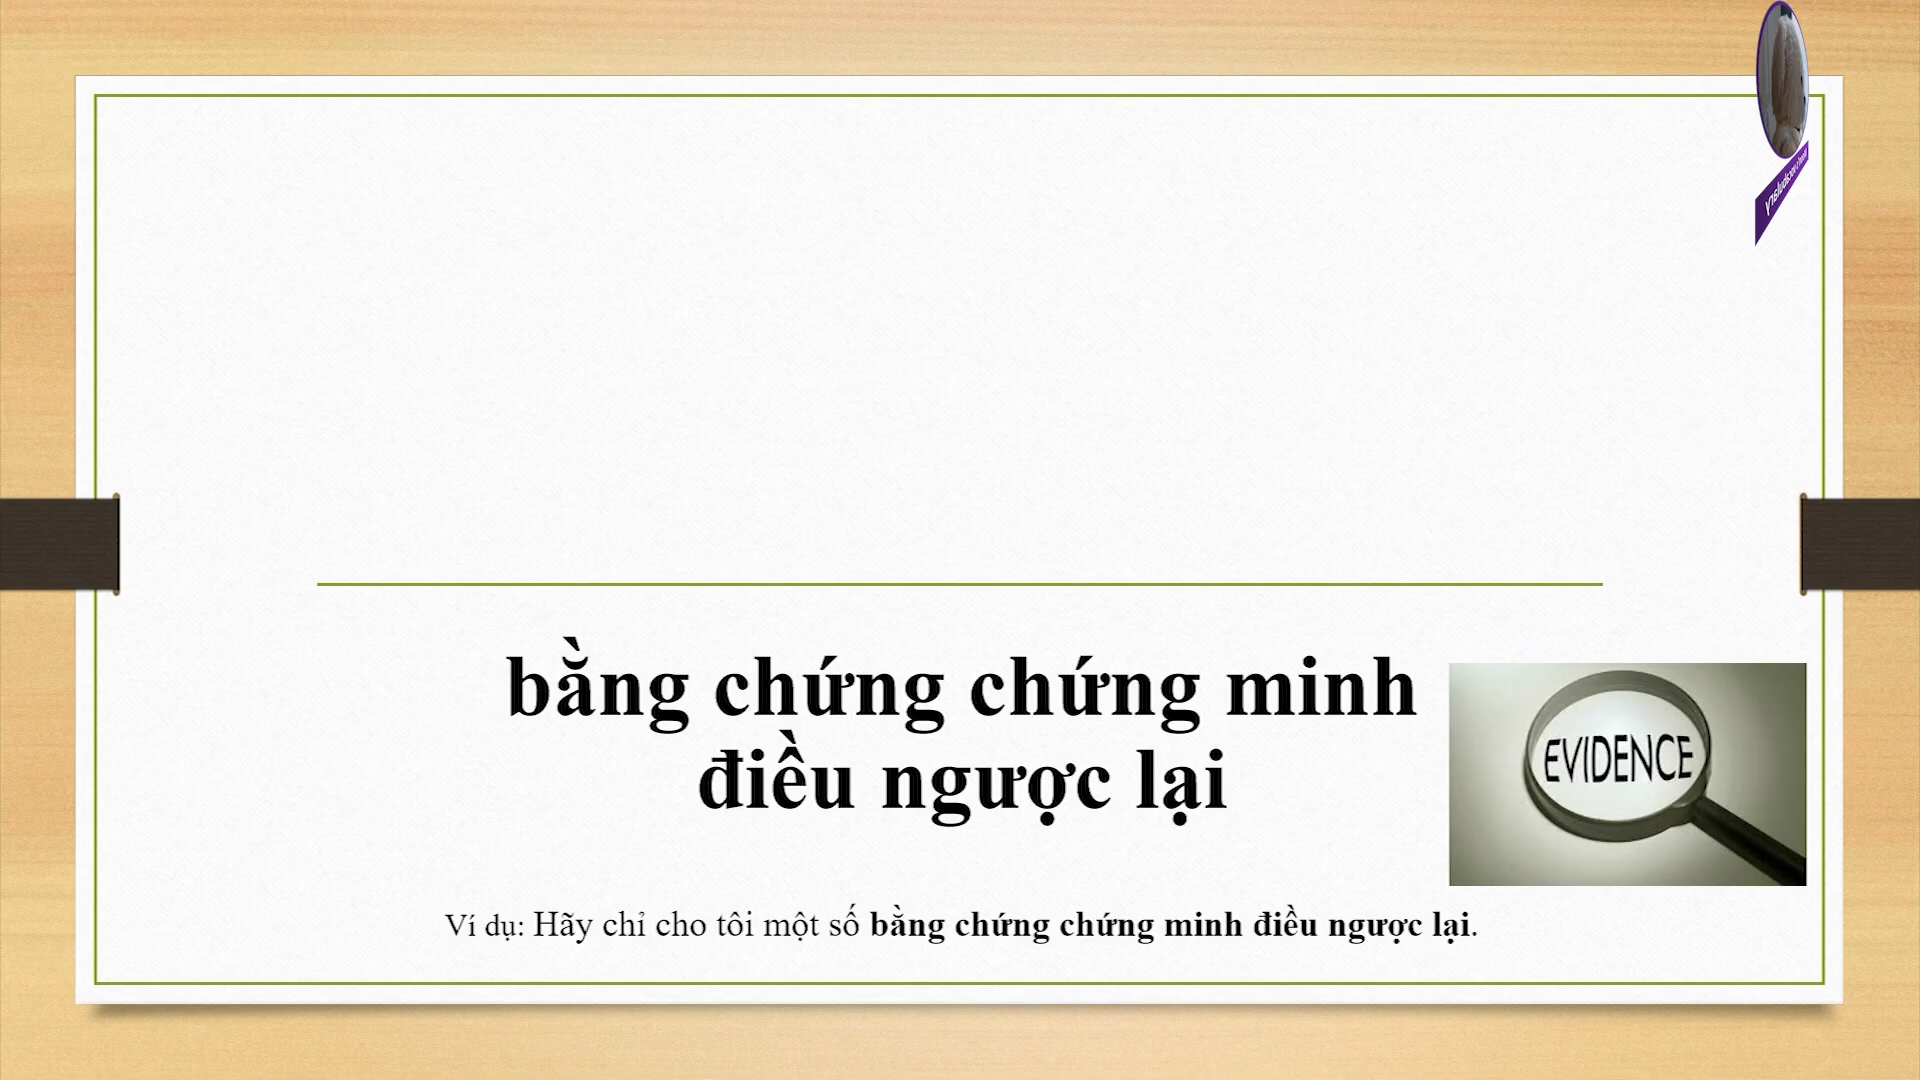 bằng chứng chứng minh
điều ngược lại
EVIDENCE
Ví dụ: Hãy chỉ cho tôi một số bằng chứng chứng minh điều ngược lại.